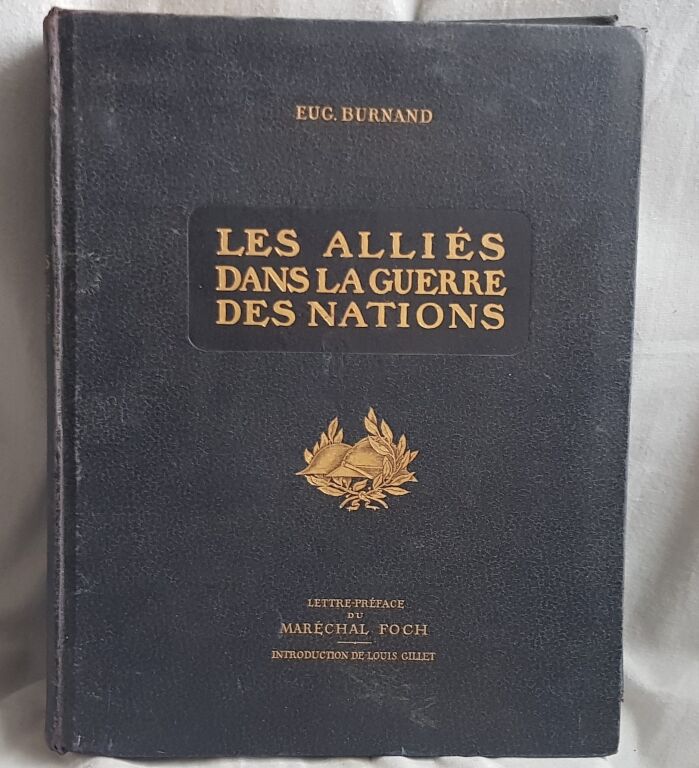 EUG. BURNAND
LES ALLIÉS
DANS LA GUERRE
DES NATIONS
LETTRE-PRÉFACE
DU
MARÉCHAL FOCH
INTRODUCTION DE LOUIS GILLET